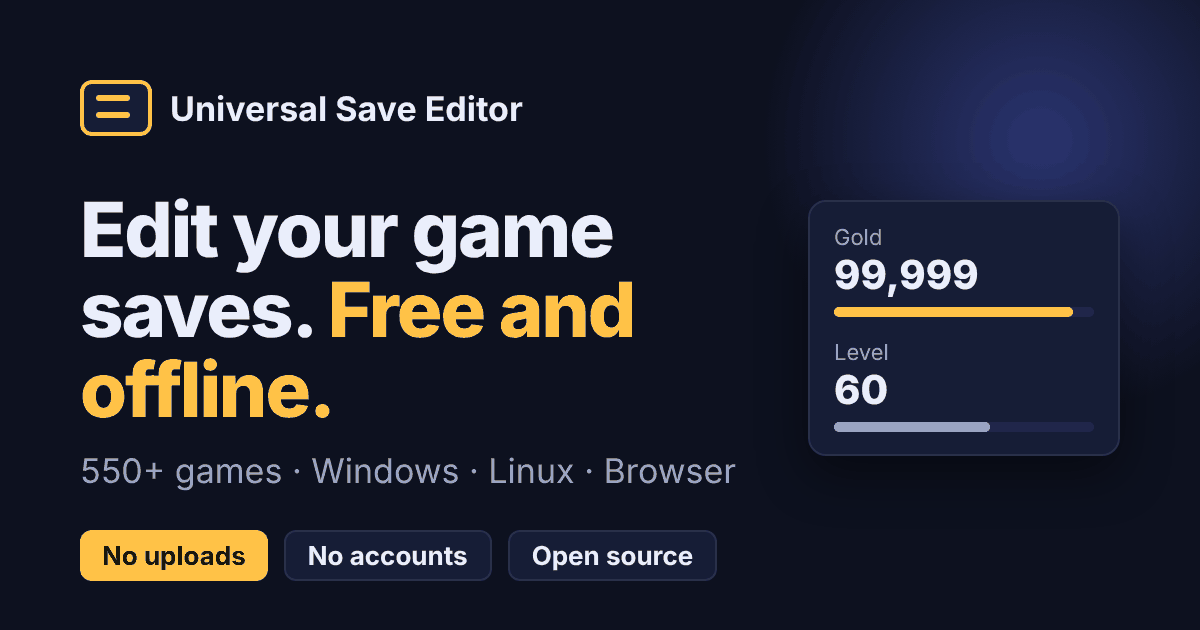 Universal Save Editor
Edit your game
saves. Free and
offline.
550+ games · Windows · Linux · Browser
No uploads
No accounts
Open source
Gold
99,999
Level
60